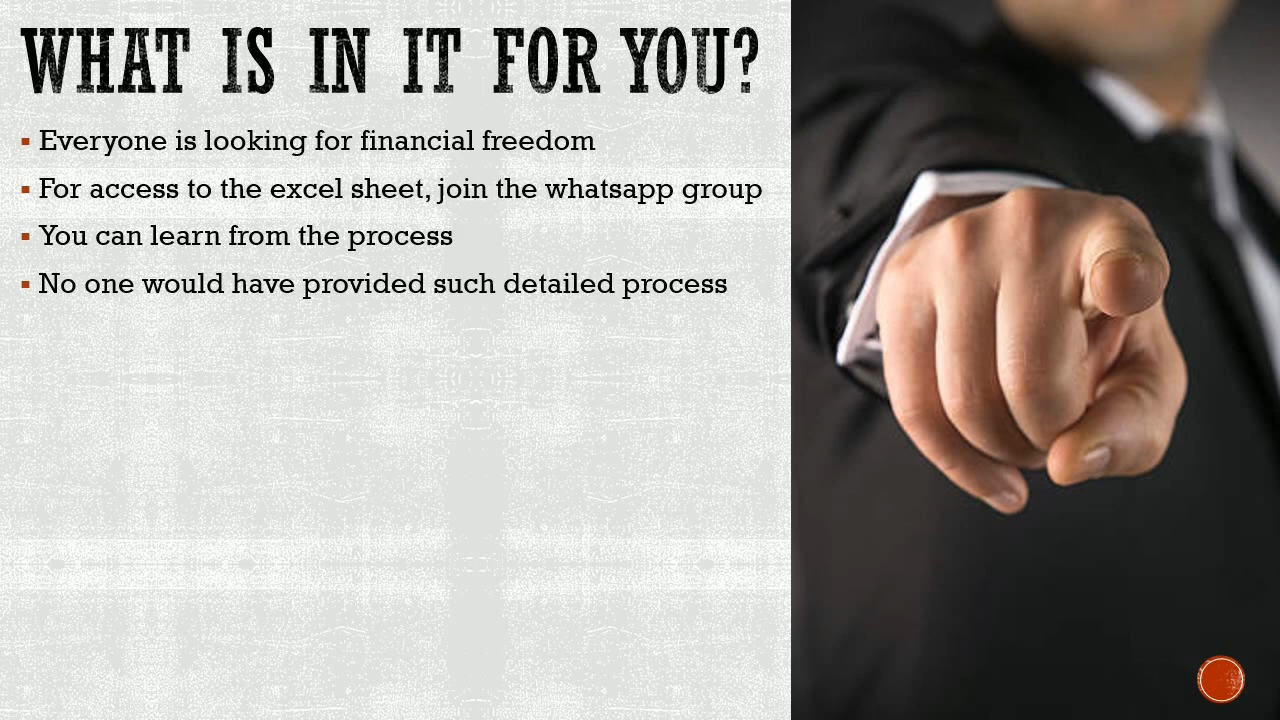 WHAT IS IN IT FOR YOU?
Everyone is looking for financial freedom
For access to the excel sheet, join the whatsapp group
You can learn from the process
No one would have provided such detailed process